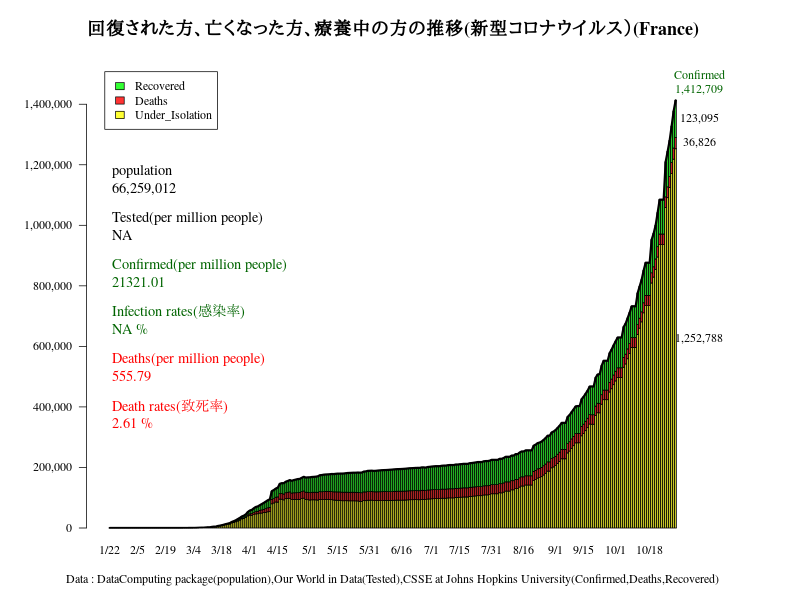 回復された方、亡くなった方、療養中の方の推移(新型コロナウイルス）(France)
Confirmed
1,412,709
Recovered
Deaths
Under_Isolation
123,095
36,826
1,252,788
population
66,259,012
Tested(per million people)
NA
Confirmed(per million people)
21321.01
Infection rates(感染率)
NA %
Deaths(per million people)
555.79
Death rates(致死率)
2.61 %
1,400,000
1,200,000
1,000,000
800,000
600,000
400,000
200,000
0
1/22 2/5 2/19 3/4 3/18 4/1 4/15 5/1 5/15 5/31 6/16 7/1 7/15 7/31 8/16 9/1 9/15 10/1 10/18
Data : DataComputing package(population),Our World in Data(Tested),CSSE at Johns Hopkins University(Confirmed,Deaths,Recovered)